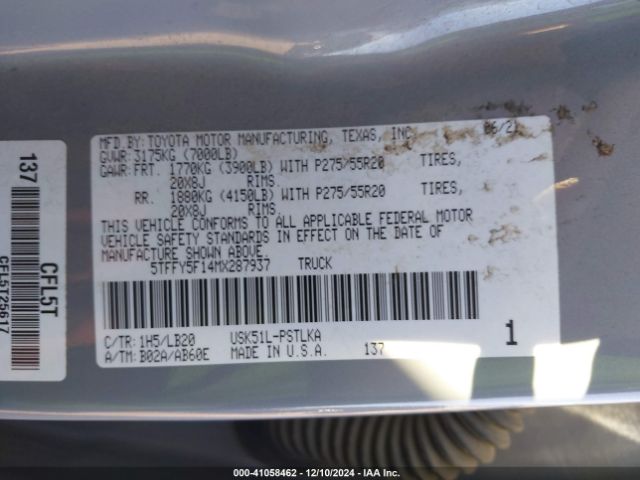 MFD.BY:TOYOTA MOTOR MANUFACTURING, TEXAS, INC. 06/21
GVWR:3175KG (7000LB)
GAWR:FRT. 1770KG (3900LB) WITH P275/55R20 TIRES,
20X8J RIMS.
RR. 1880KG (4150LB) WITH P275/55R20 TIRES,
20X8J RIMS.
THIS VEHICLE CONFORMS TO ALL APPLICABLE FEDERAL MOTOR
VEHICLE SAFETY STANDARDS IN EFFECT ON THE DATE OF
MANUFACTURE SHOWN ABOVE.
5TFFY5F14MX287937 TRUCK
C/TR:1H5/LB20 USK51L-PSTLKA
A/TM:B02A/AB60E MADE IN U.S.A. 137 1
137
CFL5T
CFL5T25617
000-41058462 - 12/10/2024 - IAA Inc.